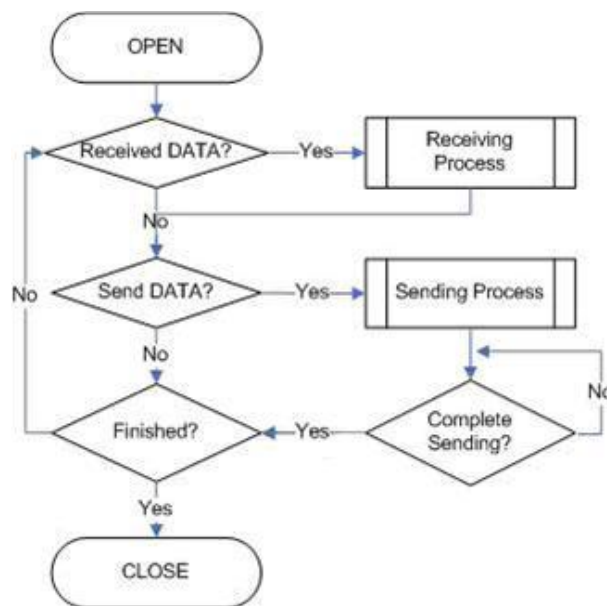 OPEN
Received DATA?
Yes
Receiving
Process
No
Send DATA?
Yes
Sending Process
No
No
Finished?
Yes
Complete
Sending?
No
Yes
CLOSE